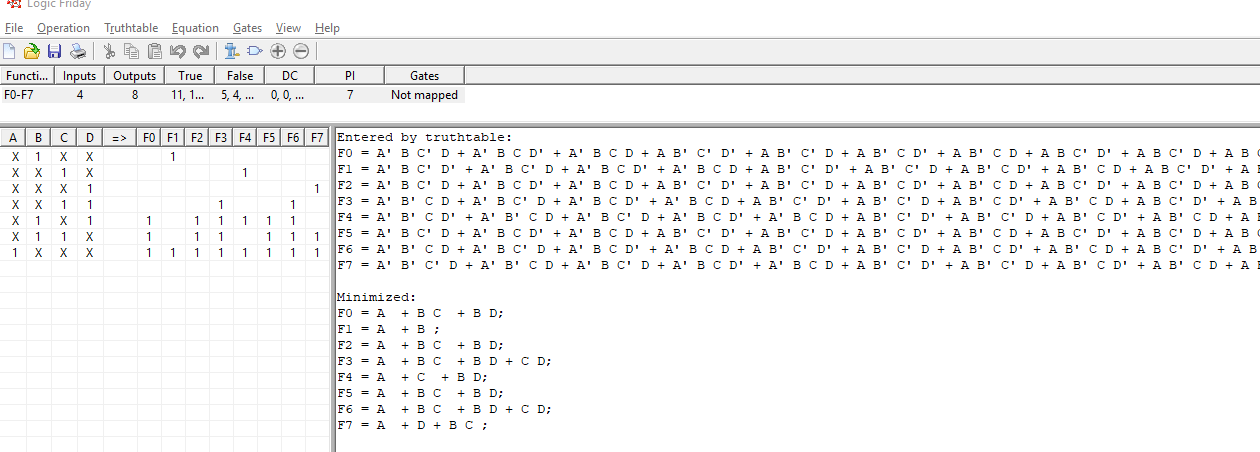 Logic Friday
File Operation Truthtable Equation Gates View Help
Functi... Inputs Outputs True False DC PI Gates
F0-F7 4 8 11, 1... 5, 4, ... 0, 0, ... 7 Not mapped
A B C D => F0 F1 F2 F3 F4 F5 F6 F7
X 1 X X 1
X X 1 X 1
X X X 1 1
X X 1 1 1 1
X 1 X 1 1 1 1 1 1 1
X 1 1 X 1 1 1 1 1 1
1 X X X 1 1 1 1 1 1 1 1
Entered by truthtable:
F0 = A' B C' D + A' B C D' + A' B C D + A B' C' D' + A B' C' D + A B' C D' + A B' C D + A B C' D' + A B C' D + A B
F1 = A' B C' D' + A' B C' D + A' B C D' + A' B C D + A B' C' D' + A B' C' D + A B' C D' + A B' C D + A B C' D' +
F2 = A' B C' D + A' B C D' + A' B C D + A B' C' D' + A B' C' D + A B' C D' + A B' C D + A B C' D' + A B C' D + A B
F3 = A' B' C D + A' B C' D + A' B C D' + A' B C D + A B' C' D' + A B' C' D + A B' C D' + A B' C D + A B C' D' + A B
F4 = A' B' C D' + A' B' C D + A' B C' D + A' B C D' + A' B C D + A B' C' D' + A B' C' D + A B' C D' + A B' C D + A
F5 = A' B C' D + A' B C D' + A' B C D + A B' C' D' + A B' C' D + A B' C D' + A B' C D + A B C' D' + A B C' D + A B
F6 = A' B' C D + A' B C' D + A' B C D' + A' B C D + A B' C' D' + A B' C' D + A B' C D' + A B' C D + A B C' D' + A B
F7 = A' B' C' D + A' B' C D + A' B C' D + A' B C D' + A' B C D + A B' C' D' + A B' C' D + A B' C D' + A B' C D + A
Minimized:
F0 = A + B C + B D;
F1 = A + B ;
F2 = A + B C + B D;
F3 = A + B C + B D + C D;
F4 = A + C + B D;
F5 = A + B C + B D;
F6 = A + B C + B D + C D;
F7 = A + D + B C ;